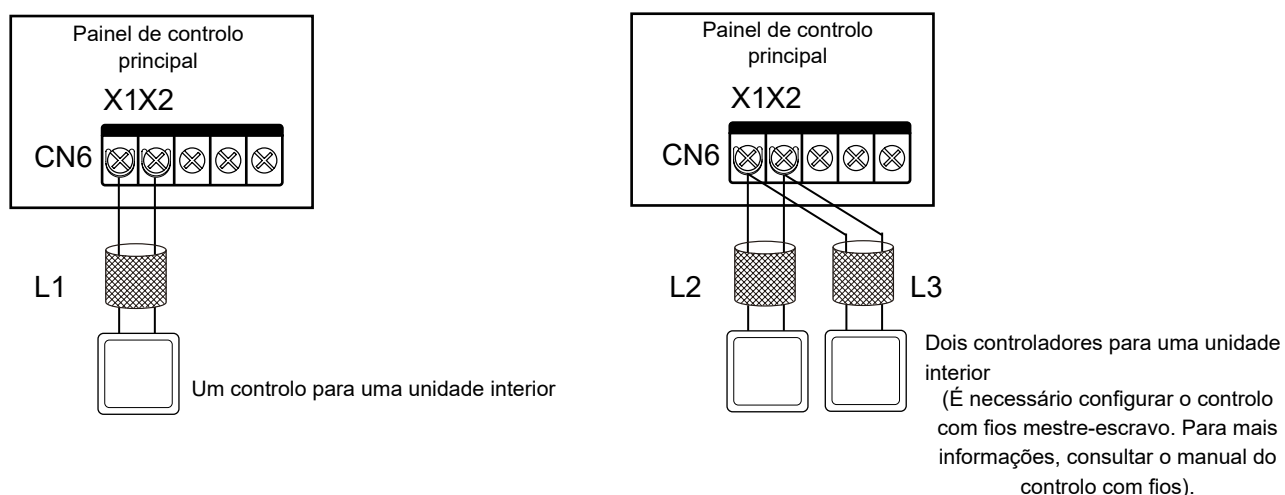 Painel de controlo
principal
X1X2
CN6
L1
Um controlo para uma unidade interior
Painel de controlo
principal
X1X2
CN6
L2
L3
Dois controladores para uma unidade
interior
(É necessário configurar o controlo
com fios mestre-escravo. Para mais
informações, consultar o manual do
controlo com fios).